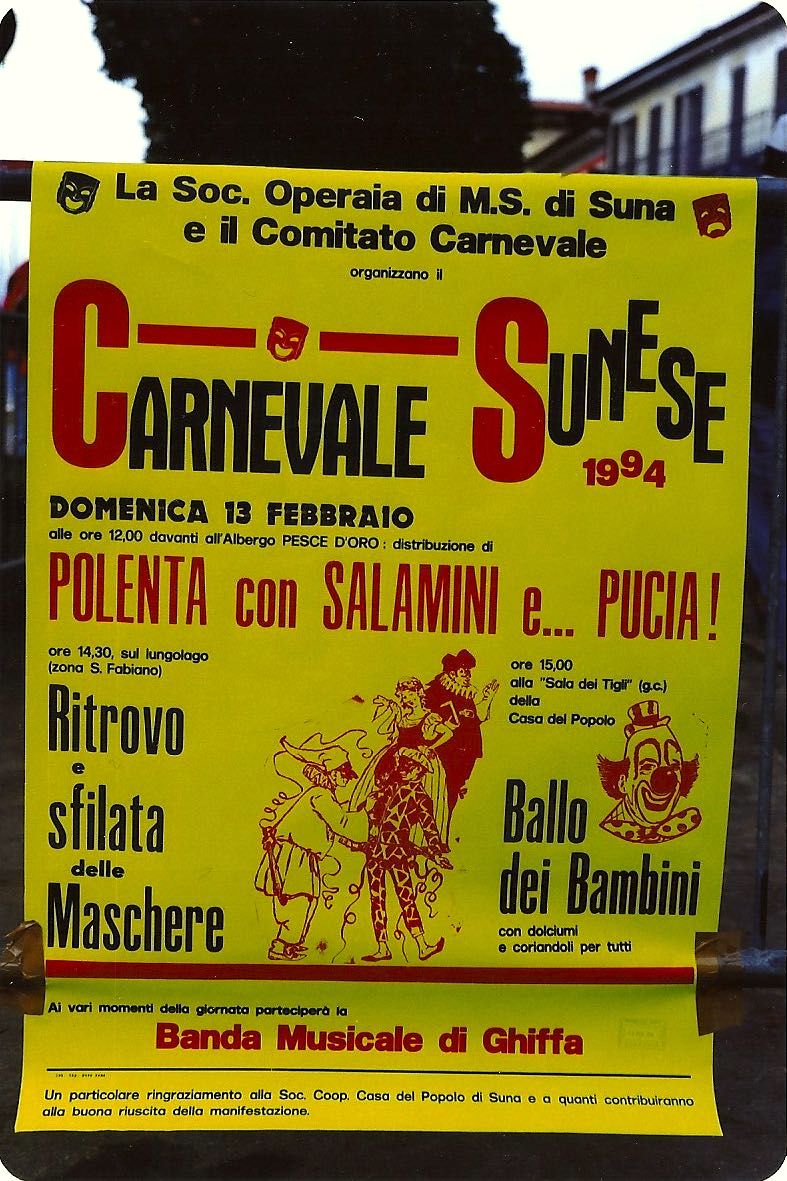 La Soc. Operaia di M.S. di Suna
e il Comitato Carnevale
organizzano il
CARNEVALE SUNESE
1994
DOMENICA 13 FEBBRAIO
alle ore 12,00 davanti all'Albergo PESCE D'ORO : distribuzione di
POLENTA con SALAMINI e... PUCIA!
ore 14,30, sul lungolago
(zona S. Fabiano)
Ritrovo
e
sfilata
delle
Maschere
ore 15,00
alla "Sala dei Tigli" (g.c.)
della
Casa del Popolo
Ballo
dei Bambini
con dolciumi
e coriandoli per tutti
Ai vari momenti della giornata parteciperà la
Banda Musicale di Ghiffa
Un particolare ringraziamento alla Soc. Coop. Casa del Popolo di Suna e a quanti contribuiranno
alla buona riuscita della manifestazione.